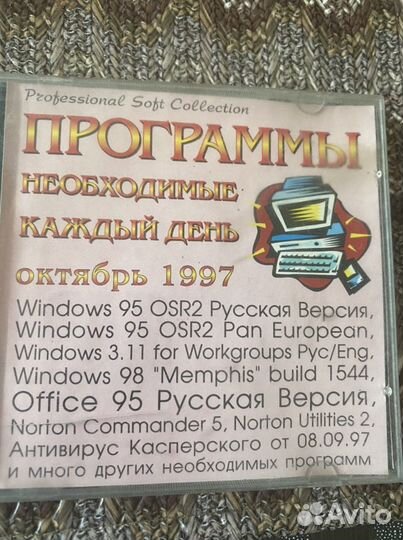 Professional Soft Collection
ПРОГРАММЫ
НЕОБХОДИМЫЕ
КАЖДЫЙ ДЕНЬ
октябрь 1997
Windows 95 OSR2 Русская Версия,
Windows 95 OSR2 Pan European,
Windows 3.11 for Workgroups Рус/Eng,
Windows 98 "Memphis" build 1544,
Office 95 Русская Версия,
Norton Commander 5, Norton Utilities 2,
Антивирус Касперского от 08.09.97
и много других необходимых программ
Avito